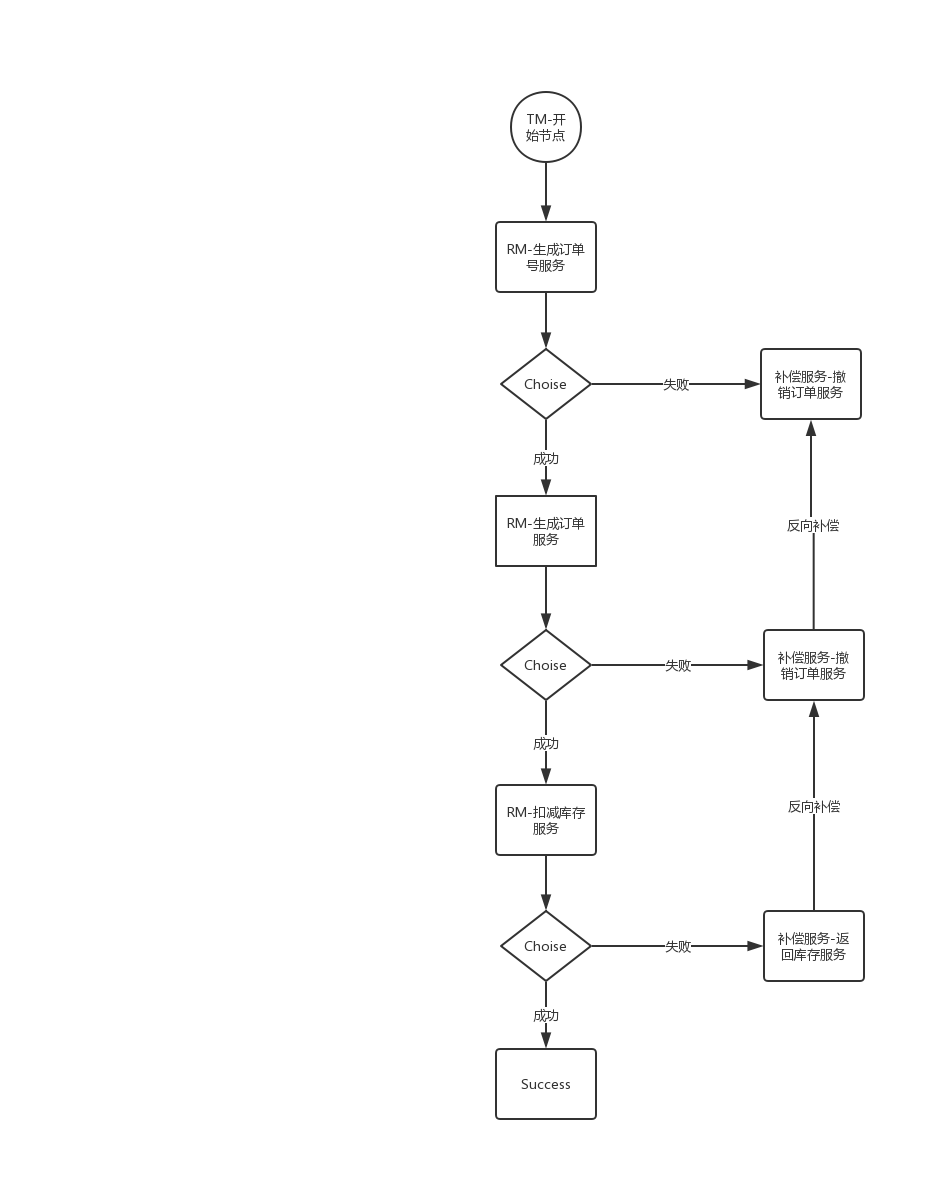 TM-开
始节点
RM-生成订单
号服务
Choise
失败
补偿服务-撤
销订单服务
成功
RM-生成订单
服务
反向补偿
Choise
失败
补偿服务-撤
销订单服务
成功
RM-扣减库存
服务
反向补偿
Choise
失败
补偿服务-返
回库存服务
成功
Success